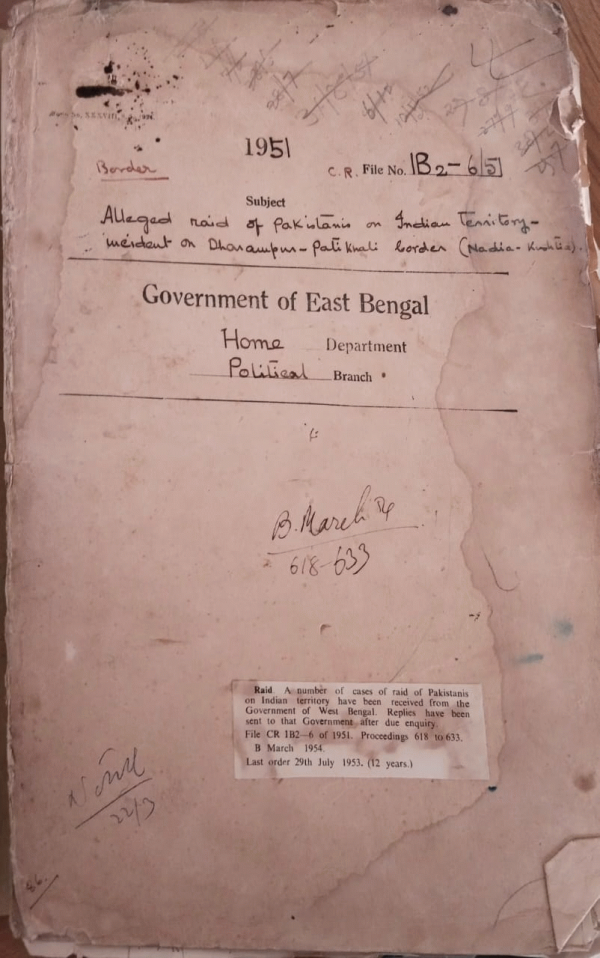 1951
Border
C. R. File No. 1B2-6/51
Subject
Alleged raid of Pakistanis on Indian Territory-
incident on Dharampur-Patikhali border (Nadia-Kushtia).
Government of East Bengal
Home Department
Political Branch
B. March 54
618-633
Raid A number of cases of raid of Pakistanis
on Indian territory have been received from the
Government of West Bengal. Replies have been
sent to that Government after due enquiry.
File CR 1B2—6 of 1951. Proceedings 618 to 633.
B March 1954.
Last order 29th July 1953. (12 years.)
22/3